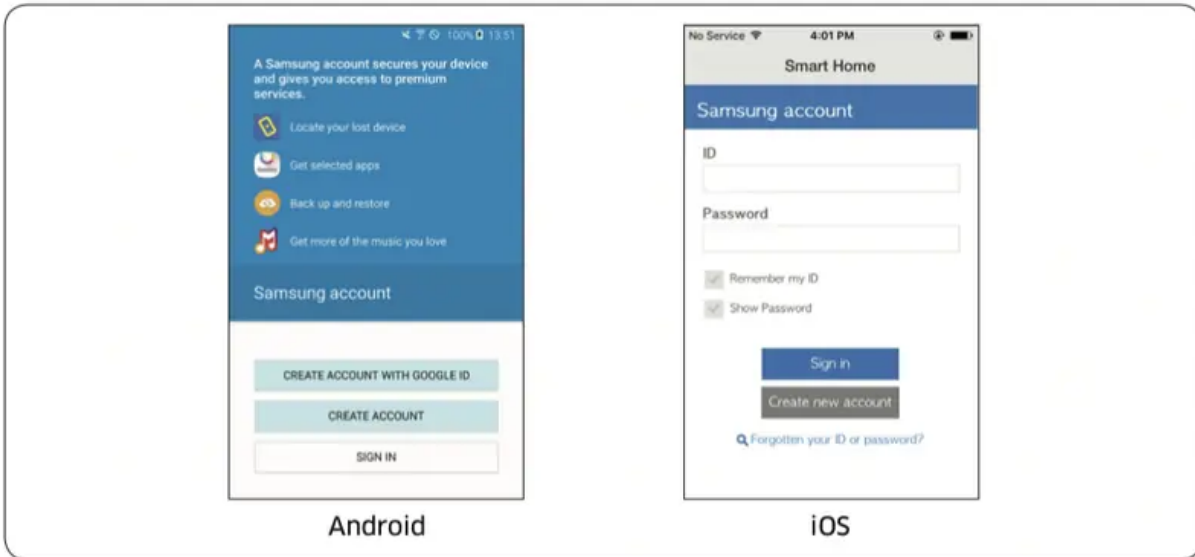 100% 13:51
A Samsung account secures your device
and gives you access to premium
services.
Locate your lost device
Get selected apps
Back up and restore
Get more of the music you love
Samsung account
CREATE ACCOUNT WITH GOOGLE ID
CREATE ACCOUNT
SIGN IN
Android
No Service 4:01 PM
Smart Home
Samsung account
ID
Password
Remember my ID
Show Password
Sign in
Create new account
Forgotten your ID or password?
iOS